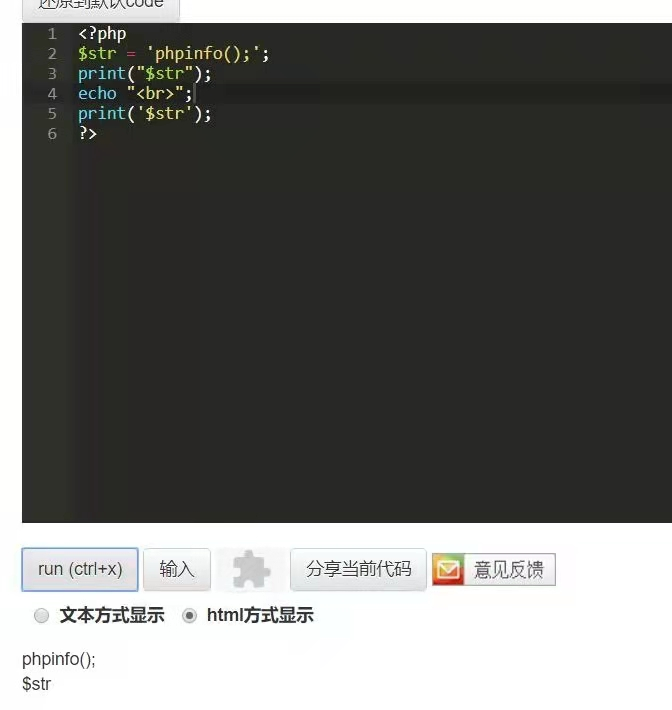 还原到默认code
1 <?php
2 $str = 'phpinfo();';
3 print("$str");
4 echo "<br>";
5 print('$str');
6 ?>
run (ctrl+x)
输入
分享当前代码
意见反馈
文本方式显示
html方式显示
phpinfo();
$str